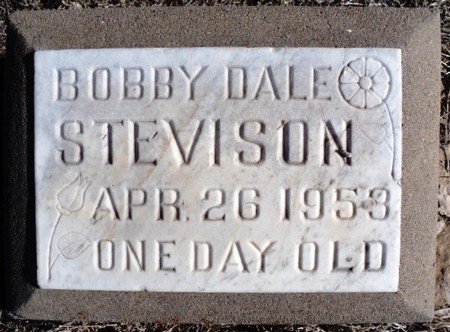 BOBBY DALE
STEVISON
APR. 26 1953
ONE DAY OLD